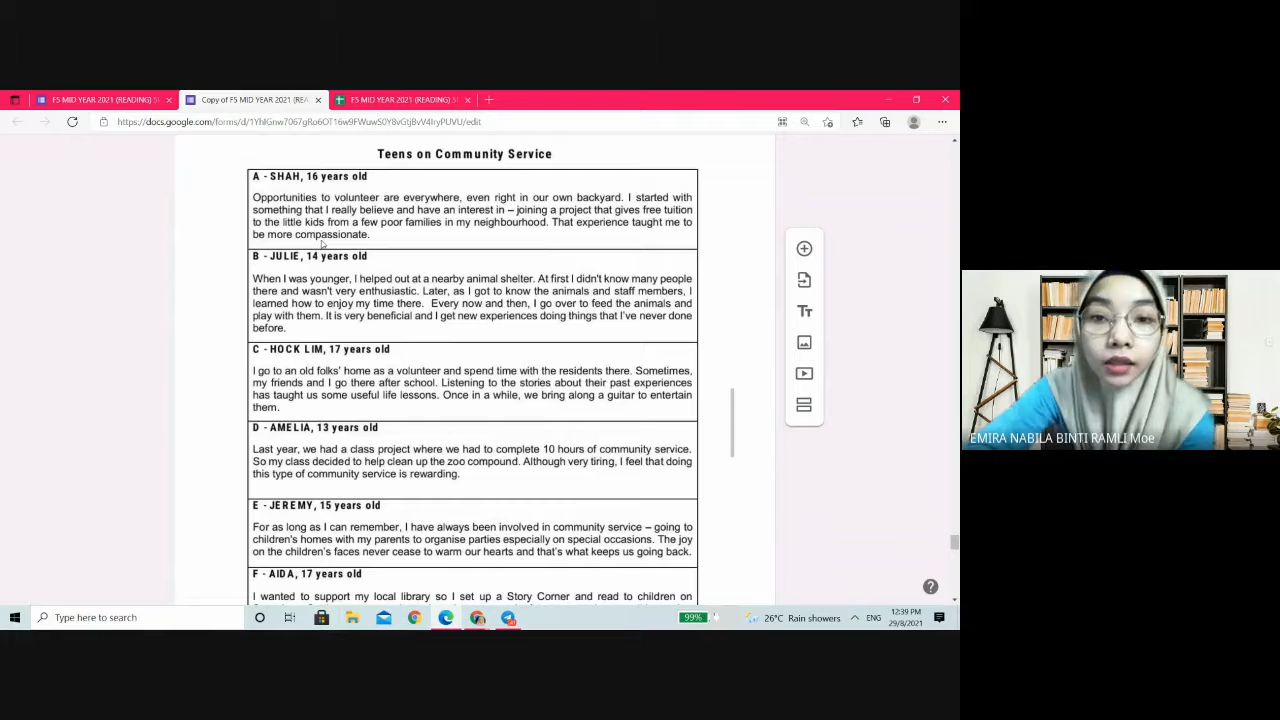 F5 MID YEAR 2021 (READING) 5
Copy of F5 MID YEAR 2021 (REA
F5 MID YEAR 2021 (READING) 5
https://docs.google.com/forms/d/
/edit
Teens on Community Service
A - SHAH, 16 years old
Opportunities to volunteer are everywhere, even right in our own backyard. I started with
something that I really believe and have an interest in – joining a project that gives free tuition
to the little kids from a few poor families in my neighbourhood. That experience taught me to
be more compassionate.
B - JULIE, 14 years old
When I was younger, I helped out at a nearby animal shelter. At first I didn't know many people
there and wasn't very enthusiastic. Later, as I got to know the animals and staff members, I
learned how to enjoy my time there. Every now and then, I go over to feed the animals and
play with them. It is very beneficial and I get new experiences doing things that I've never done
before.
C - HOCK LIM, 17 years old
I go to an old folks' home as a volunteer and spend time with the residents there. Sometimes,
my friends and I go there after school. Listening to the stories about their past experiences
has taught us some useful life lessons. Once in a while, we bring along a guitar to entertain
them.
D - AMELIA, 13 years old
Last year, we had a class project where we had to complete 10 hours of community service.
So my class decided to help clean up the zoo compound. Although very tiring, I feel that doing
this type of community service is rewarding.
E - JEREMY, 15 years old
For as long as I can remember, I have always been involved in community service – going to
children's homes with my parents to organise parties especially on special occasions. The joy
on the children's faces never cease to warm our hearts and that's what keeps us going back.
F - AIDA, 17 years old
I wanted to support my local library so I set up a Story Corner and read to children on
EMIRA NABILA BINTI RAMLI Moe
Type here to search
99%
26°C Rain showers
ENG
12:39 PM
29/8/2021